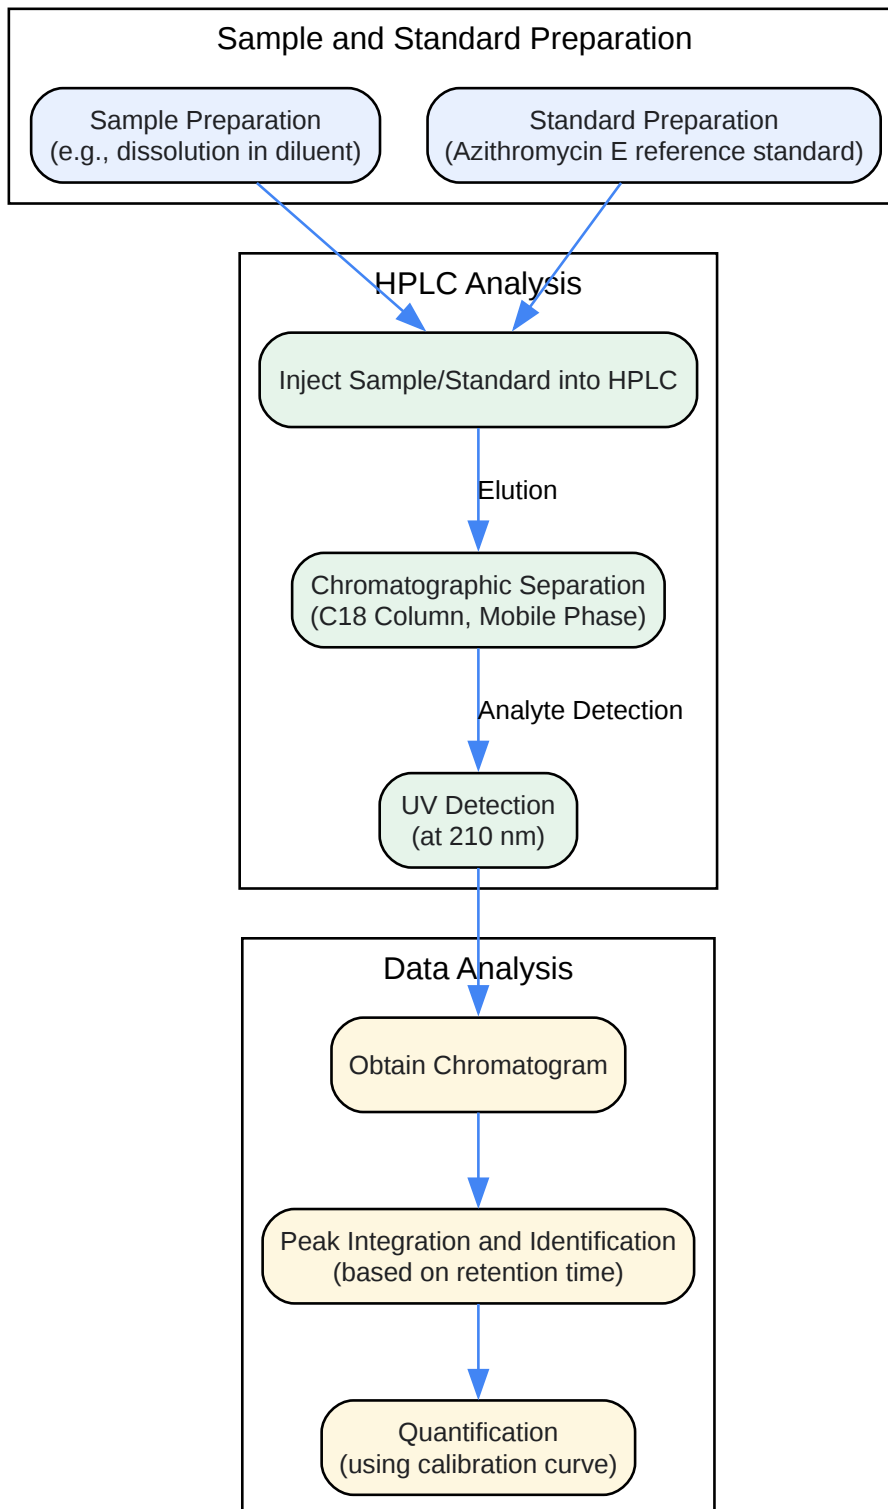 Sample and Standard Preparation
Sample Preparation
(e.g., dissolution in diluent)
Standard Preparation
(Azithromycin E reference standard)
HPLC Analysis
Inject Sample/Standard into HPLC
Elution
Chromatographic Separation
(C18 Column, Mobile Phase)
Analyte Detection
UV Detection
(at 210 nm)
Data Analysis
Obtain Chromatogram
Peak Integration and Identification
(based on retention time)
Quantification
(using calibration curve)